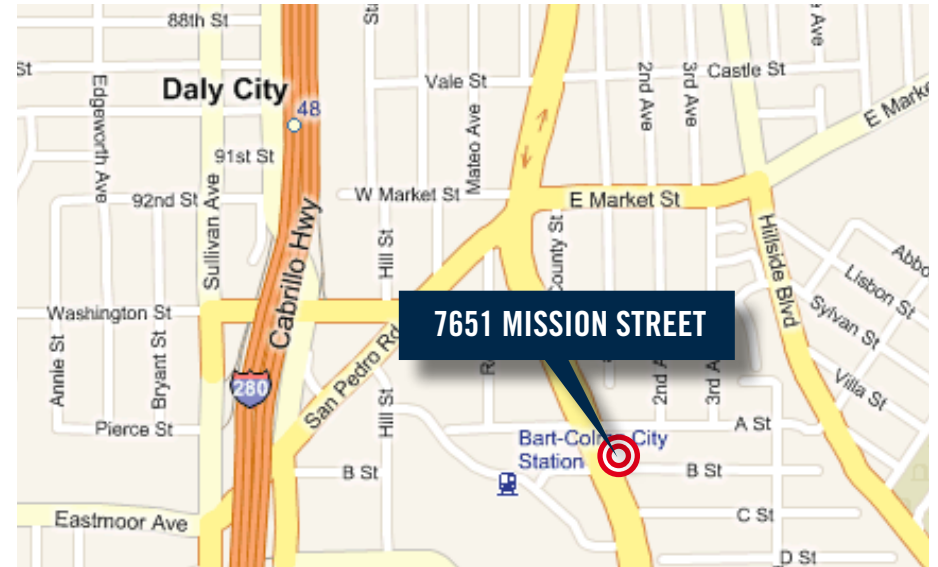 88th St
St
St
Daly City
48
Edgeworth Ave
91st St
92nd St
Sullivan Ave
Cabrillo Hwy
Vale St
Mateo Ave
2nd Ave
3rd Ave
Castle St
Ave
E Marke
W Market St
E Market St
Hill St
County St
Hillside Blvd
Abbo
Lisbon St
Sylvan St
Villa St
Washington St
Annie St
Bryant St
Pierce St
280
San Pedro Rd
Hill St
7651 MISSION STREET
2nd A
3rd A
A St
Bart-Colma City
Station
B St
B St
C St
D St
Eastmoor Ave